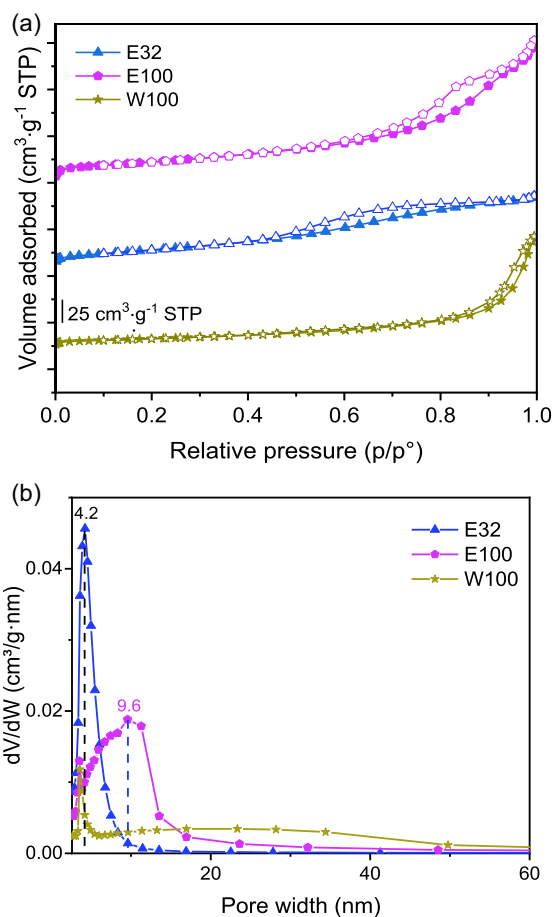 (a)
E32
E100
W100
Volume adsorbed (cm³·g⁻¹ STP)
25 cm³·g⁻¹ STP
0.0 0.2 0.4 0.6 0.8 1.0
Relative pressure (p/p°)
(b)
4.2
E32
E100
W100
9.6
dV/dW (cm³/g·nm)
0.04
0.02
0.00
20 40 60
Pore width (nm)